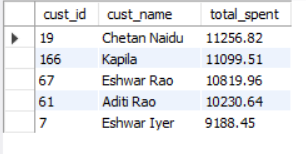 cust_id cust_name total_spent
19 Chetan Naidu 11256.82
166 Kapila 11099.51
67 Eshwar Rao 10819.96
61 Aditi Rao 10230.64
7 Eshwar Iyer 9188.45